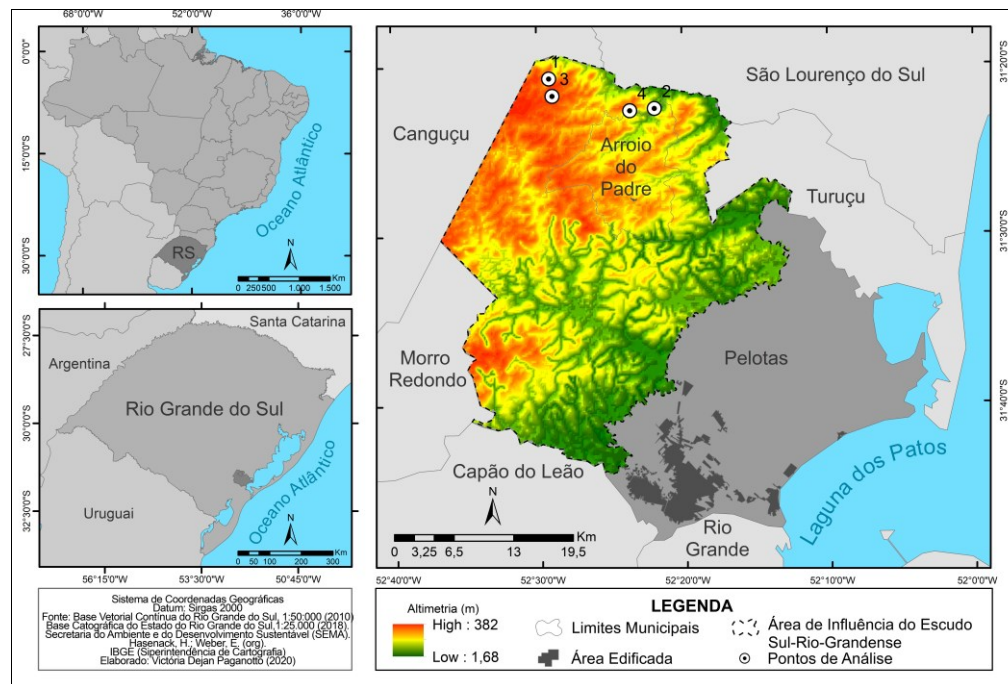 68°0'0"W
52°0'0"W
36°0'0"W
0°0'0"
15°0'0"S
30°0'0"S
RS
Oceano Atlântico
N
0 250 500 1.000 1.500
Km
27°30'0"S
30°0'0"S
32°30'0"S
Santa Catarina
Argentina
Rio Grande do Sul
Uruguai
Oceano Atlântico
N
0 50 100 200 300
Km
66°15'0"W
53°30'0"W
50°45'0"W
Sistema de Coordenadas Geográficas
Datum: Sirgas 2000
Fonte: Base Vetorial Contínua do Rio Grande do Sul, 1:50:000 (2010)
Base Catográfica do Estado do Rio Grande do Sul,1:25.000 (2018).
Secretaria do Ambiente e do Desenvolvimento Sustentável (SEMA).
Hasenack, H.; Weber, E. (org).
IBGE (Siperintendência de Cartografia)
Elaborado: Victória Dejan Paganotto (2020)
1
3
4
2
São Lourenço do Sul
Canguçu
Arroio
do
Padre
Turuçu
Morro
Redondo
Pelotas
Capão do Leão
Rio
Grande
Laguna dos Patos
N
0 3,25 6,5 13 19,5
Km
31°20'0"S
31°30'0"S
31°40'0"S
52°40'0"W
52°30'0"W
52°20'0"W
52°10'0"W
52°0'0"W
LEGENDA
Altimetria (m)
High : 382
Low : 1,68
Limites Municipais
Área Edificada
Área de Influência do Escudo
Sul-Rio-Grandense
Pontos de Análise